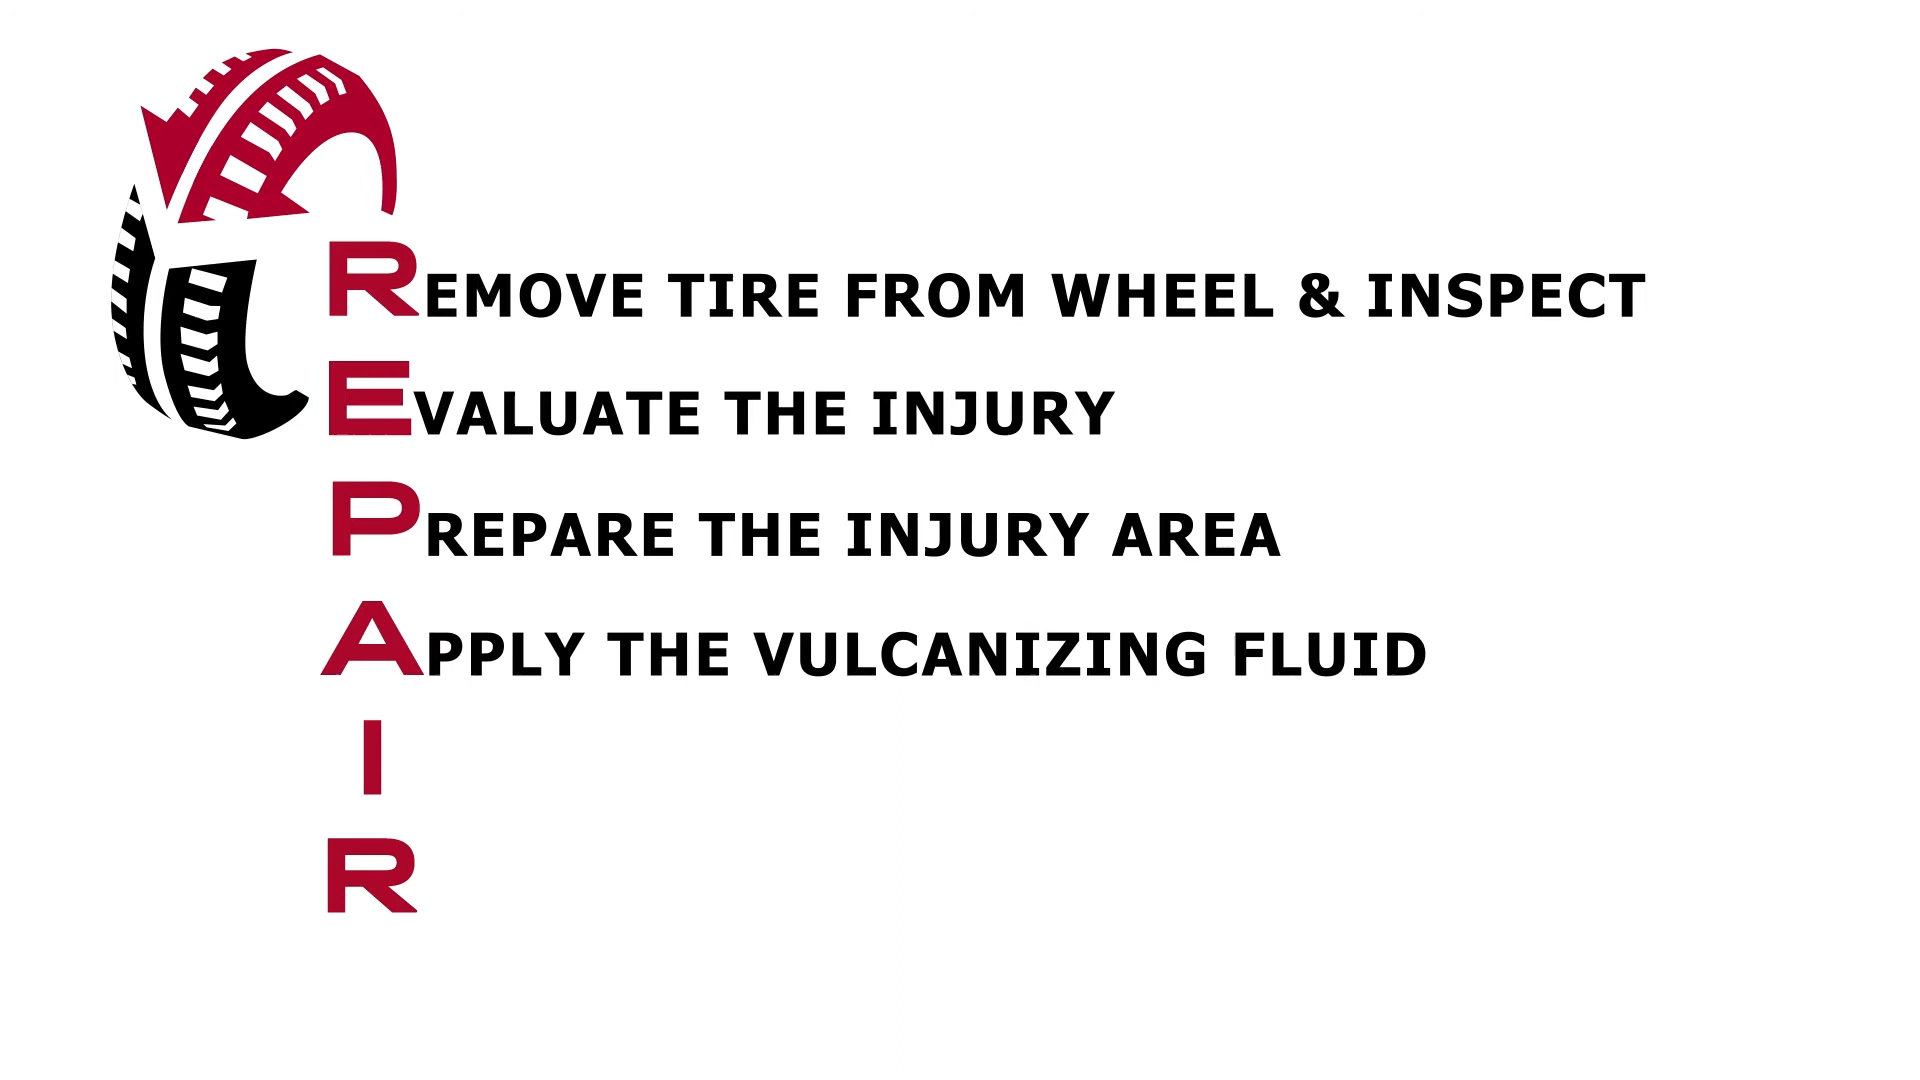 REMOVE TIRE FROM WHEEL & INSPECT
EVALUATE THE INJURY
PREPARE THE INJURY AREA
APPLY THE VULCANIZING FLUID
I
R